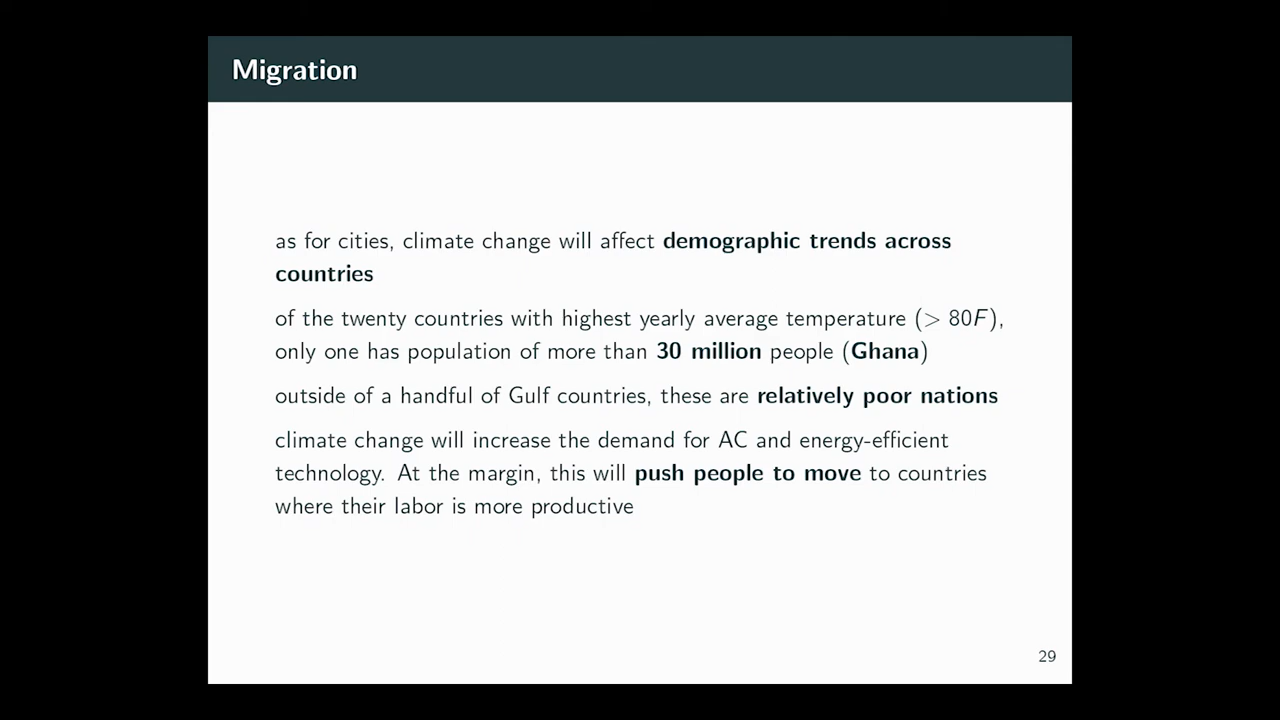 Migration
as for cities, climate change will affect demographic trends across
countries
of the twenty countries with highest yearly average temperature (> 80F),
only one has population of more than 30 million people (Ghana)
outside of a handful of Gulf countries, these are relatively poor nations
climate change will increase the demand for AC and energy-efficient
technology. At the margin, this will push people to move to countries
where their labor is more productive
29